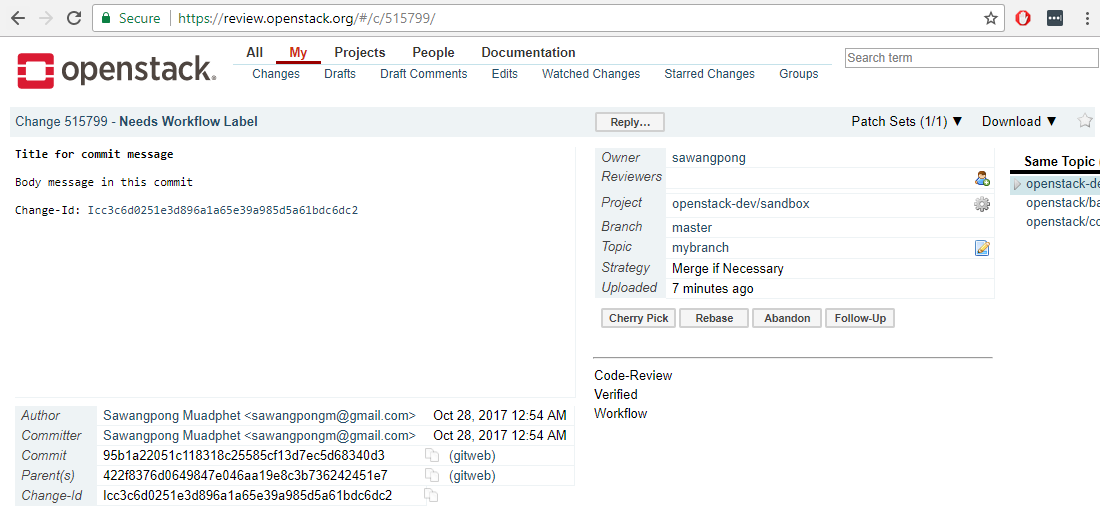 Secure https://review.openstack.org/#/c/515799/
openstack.
All My Projects People Documentation
Changes Drafts Draft Comments Edits Watched Changes Starred Changes Groups
Search term
Change 515799 - Needs Workflow Label
Reply...
Patch Sets (1/1) ▼ Download ▼
Title for commit message
Body message in this commit
Change-Id: Icc3c6d0251e3d896a1a65e39a985d5a61bdc6dc2
Owner sawangpong
Reviewers
Project openstack-dev/sandbox
Branch master
Topic mybranch
Strategy Merge if Necessary
Uploaded 7 minutes ago
Cherry Pick Rebase Abandon Follow-Up
Code-Review
Verified
Workflow
Same Topic (
openstack-de
openstack/ba
openstack/co
Author Sawangpong Muadphet <sawangpongm@gmail.com> Oct 28, 2017 12:54 AM
Committer Sawangpong Muadphet <sawangpongm@gmail.com> Oct 28, 2017 12:54 AM
Commit 95b1a22051c118318c25585cf13d7ec5d68340d3 (gitweb)
Parent(s) 422f8376d0649847e046aa19e8c3b736242451e7 (gitweb)
Change-Id Icc3c6d0251e3d896a1a65e39a985d5a61bdc6dc2